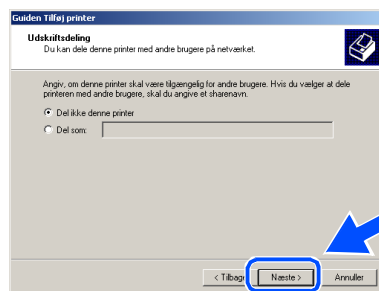 Guiden Tilføj printer
Udskriftsdeling
Du kan dele denne printer med andre brugere på netværket.
Angiv, om denne printer skal være tilgængelig for andre brugere. Hvis du vælger at dele
printeren med andre brugere, skal du angive et sharenavn.
Del ikke denne printer
Del som:
< Tilbage Næste > Annuller